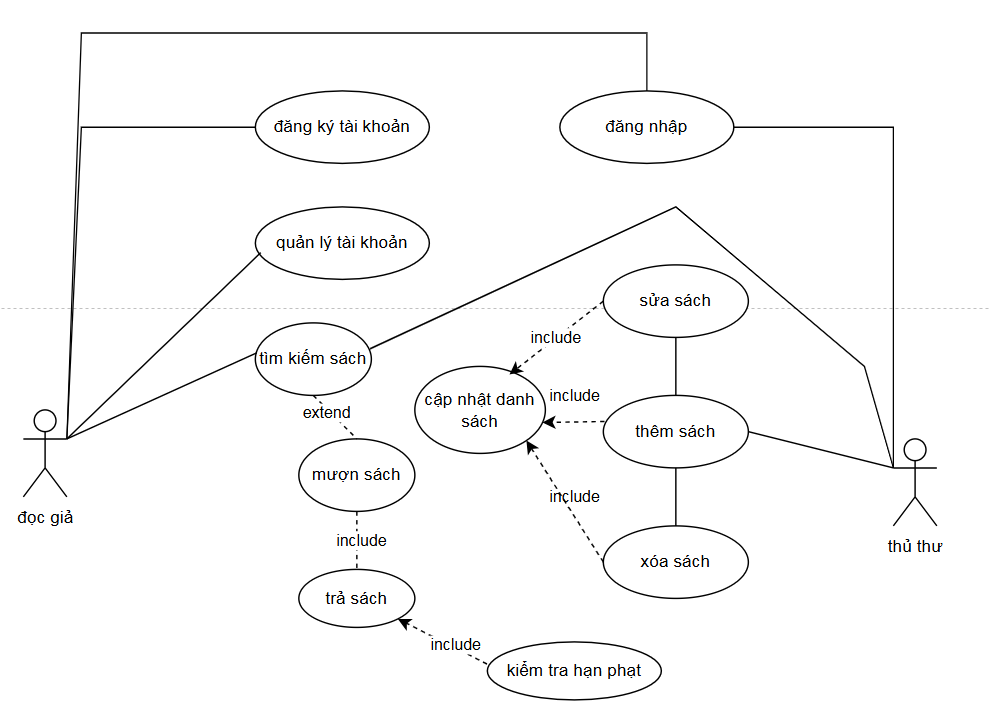 đăng ký tài khoản
đăng nhập
quản lý tài khoản
sửa sách
include
tìm kiếm sách
cập nhật danh
sách
include
extend
thêm sách
mượn sách
include
đọc giả
include
thủ thư
xóa sách
trả sách
include
kiểm tra hạn phạt